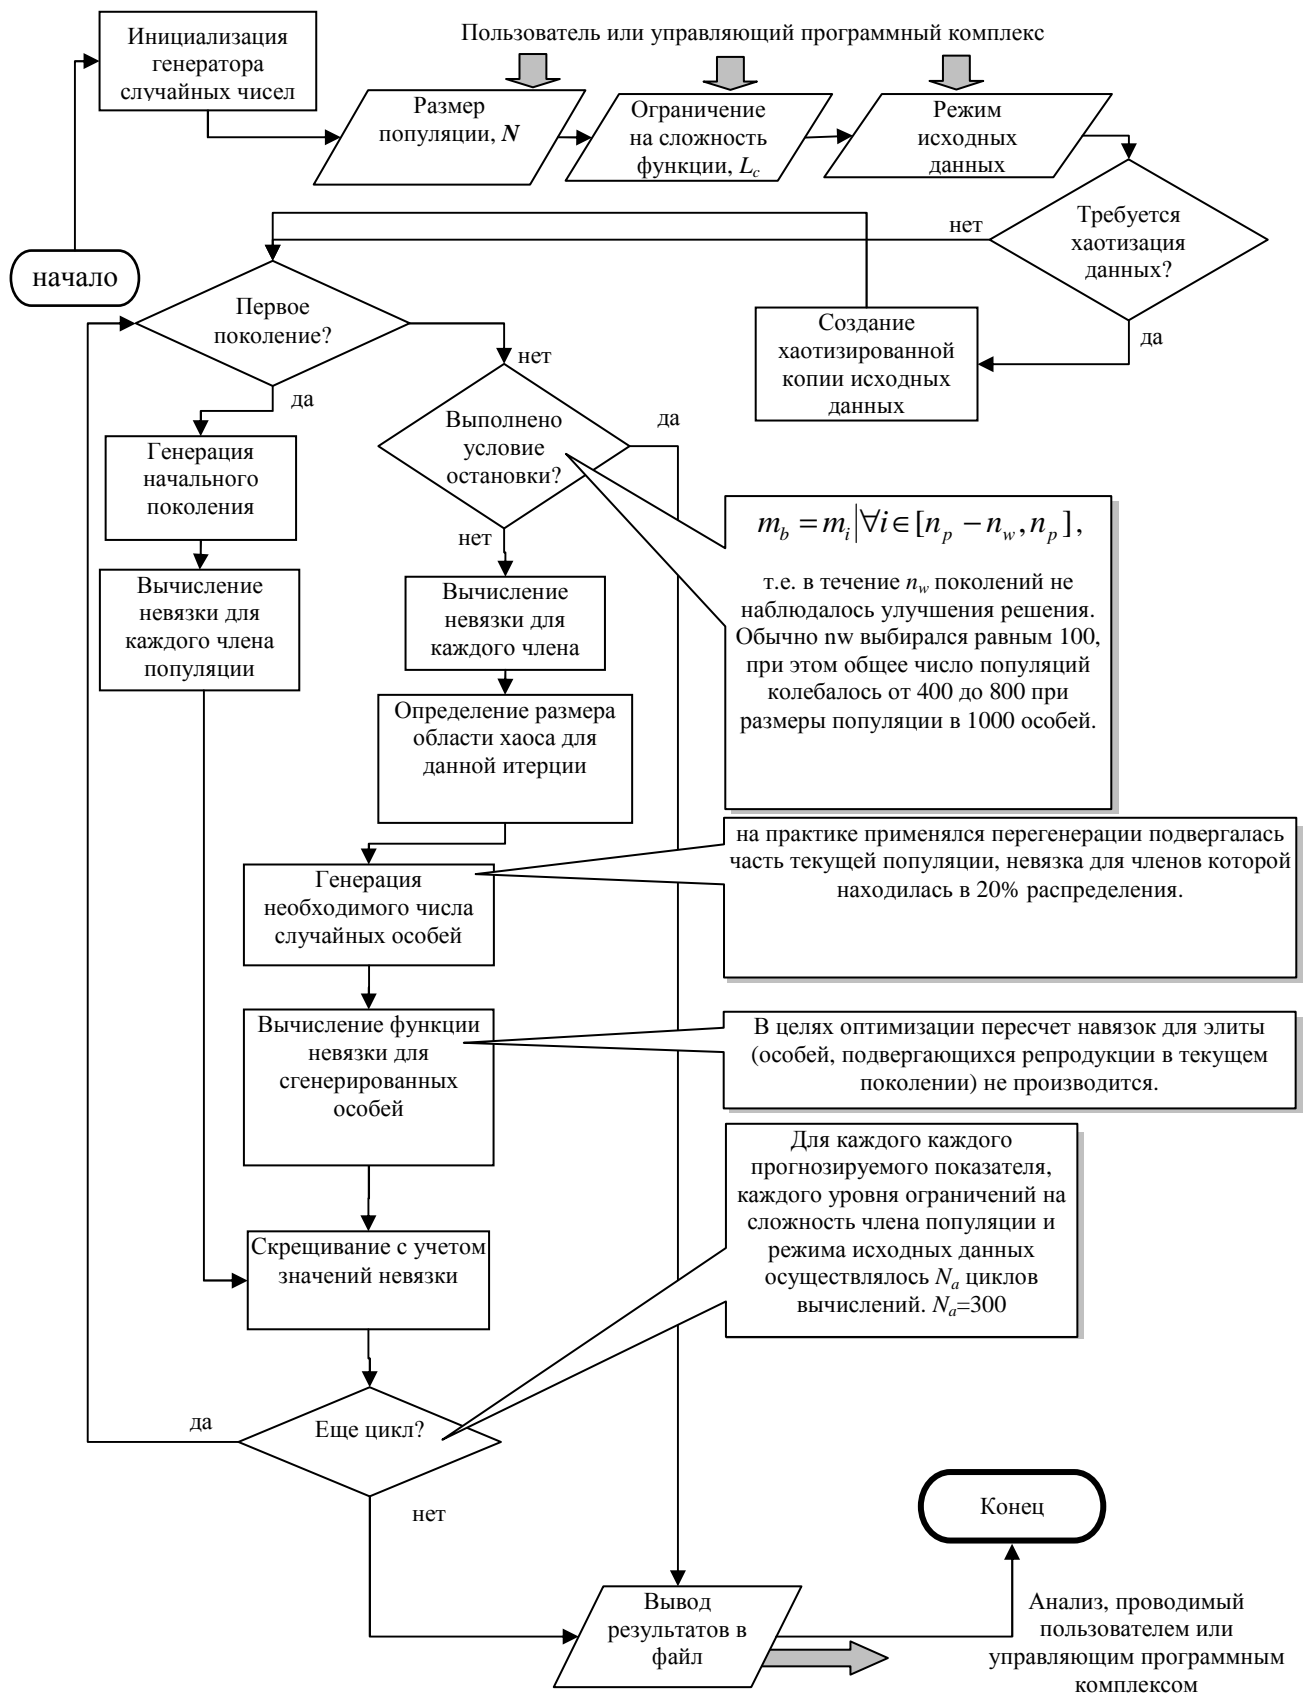 Инициализация
генератора
случайных чисел
Пользователь или управляющий программный комплекс
Размер
популяции, N
Ограничение
на сложность
функции, Lc
Режим
исходных
данных
начало
Требуется
хаотизация
данных?
нет
да
Создание
хаотизированной
копии исходных
данных
Первое
поколение?
нет
да
Выполнено
условие
остановки?
да
нет
Генерация
начального
поколения
Вычисление
невязки для
каждого члена
популяции
Вычисление
невязки для
каждого члена
mb = mi|∀i∈[np − nw, np],
т.е. в течение nw поколений не
наблюдалось улучшения решения.
Обычно nw выбирался равным 100,
при этом общее число популяций
колебалось от 400 до 800 при
размеры популяции в 1000 особей.
Определение размера
области хаоса для
данной итерции
на практике применялся перегенерации подвергалась
часть текущей популяции, невязка для членов которой
находилась в 20% распределения.
Генерация
необходимого числа
случайных особей
Вычисление функции
невязки для
сгенерированных
особей
В целях оптимизации пересчет навязок для элиты
(особей, подвергающихся репродукции в текущем
поколении) не производится.
Для каждого каждого
прогнозируемого показателя,
каждого уровня ограничений на
сложность члена популяции и
режима исходных данных
осуществлялось Na циклов
вычислений. Na=300
Скрещивание с учетом
значений невязки
Еще цикл?
да
нет
Конец
Вывод
результатов в
файл
Анализ, проводимый
пользователем или
управляющим программным
комплексом